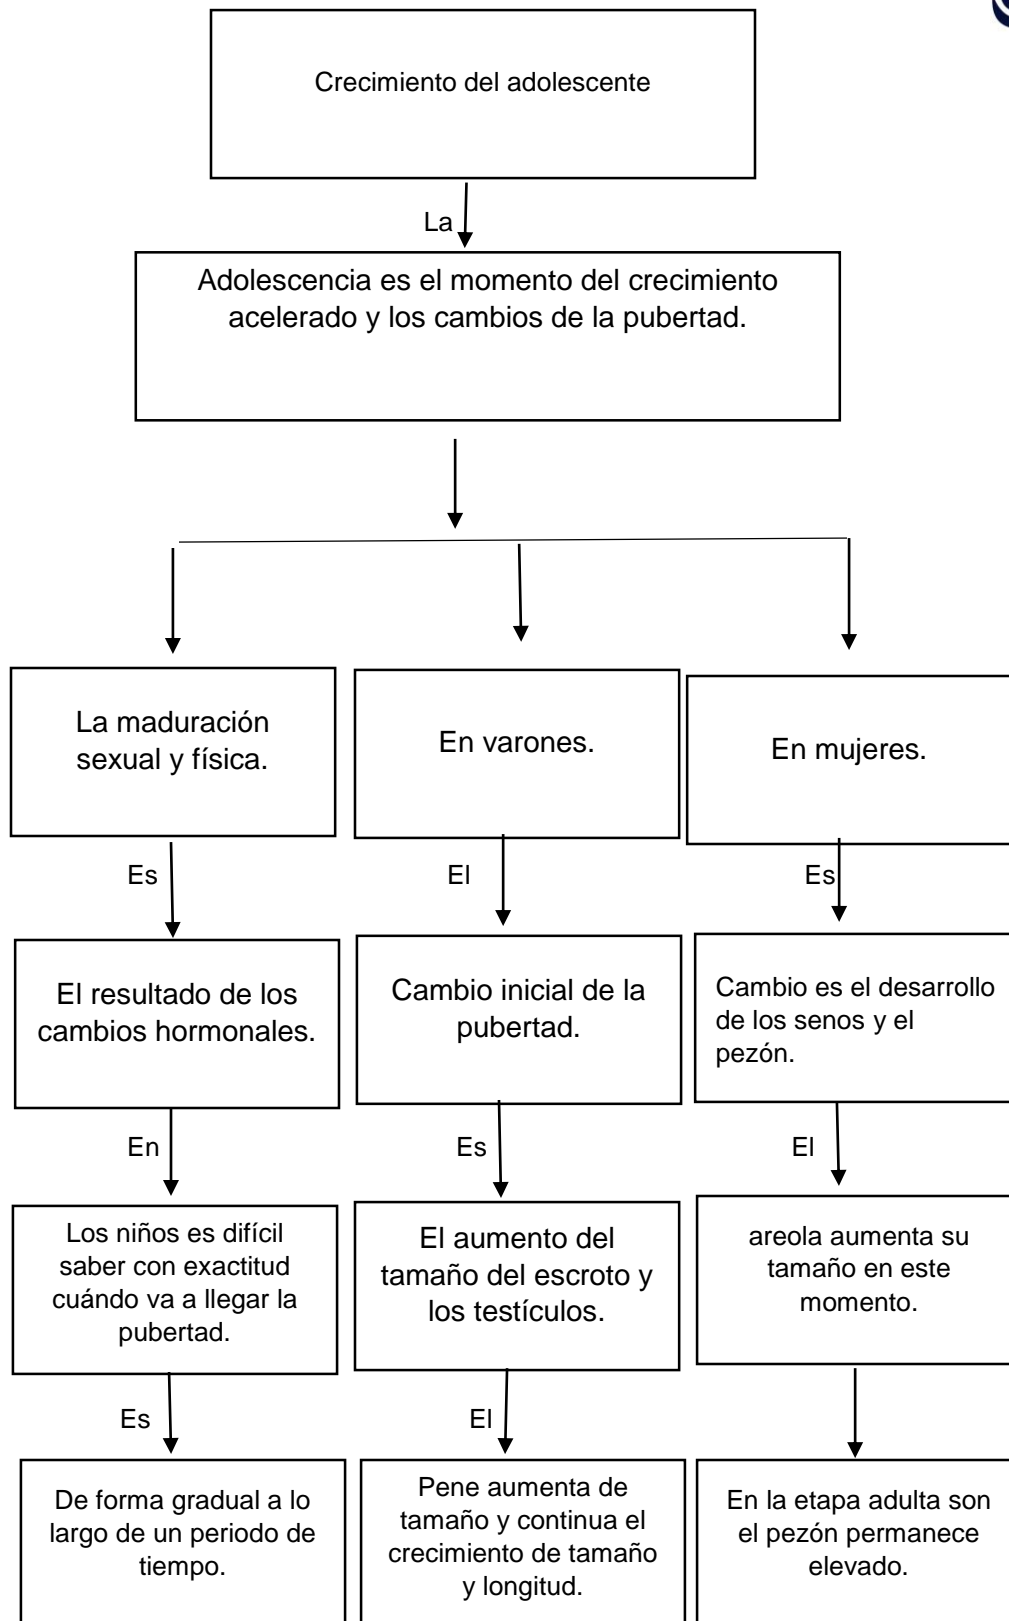 Crecimiento del adolescente
La
Adolescencia es el momento del crecimiento
acelerado y los cambios de la pubertad.
La maduración
sexual y física.
En varones.
En mujeres.
Es
El
Es
El resultado de los
cambios hormonales.
Cambio inicial de la
pubertad.
Cambio es el desarrollo
de los senos y el
pezón.
En
Es
El
Los niños es difícil
saber con exactitud
cuándo va a llegar la
pubertad.
El aumento del
tamaño del escroto y
los testículos.
areola aumenta su
tamaño en este
momento.
Es
El
De forma gradual a lo
largo de un periodo de
tiempo.
Pene aumenta de
tamaño y continua el
crecimiento de tamaño
y longitud.
En la etapa adulta son
el pezón permanece
elevado.